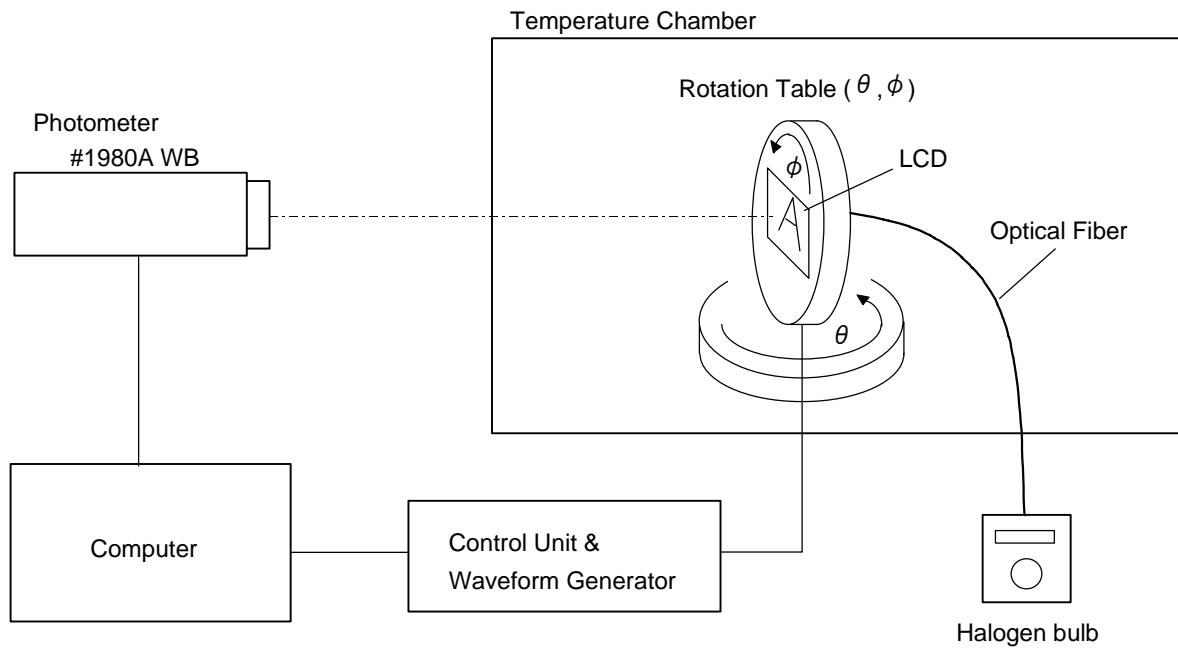 Temperature Chamber
Rotation Table ( θ , ϕ )
Photometer
#1980A WB
ϕ
LCD
A
Optical Fiber
θ
Computer
Control Unit &
Waveform Generator
Halogen bulb